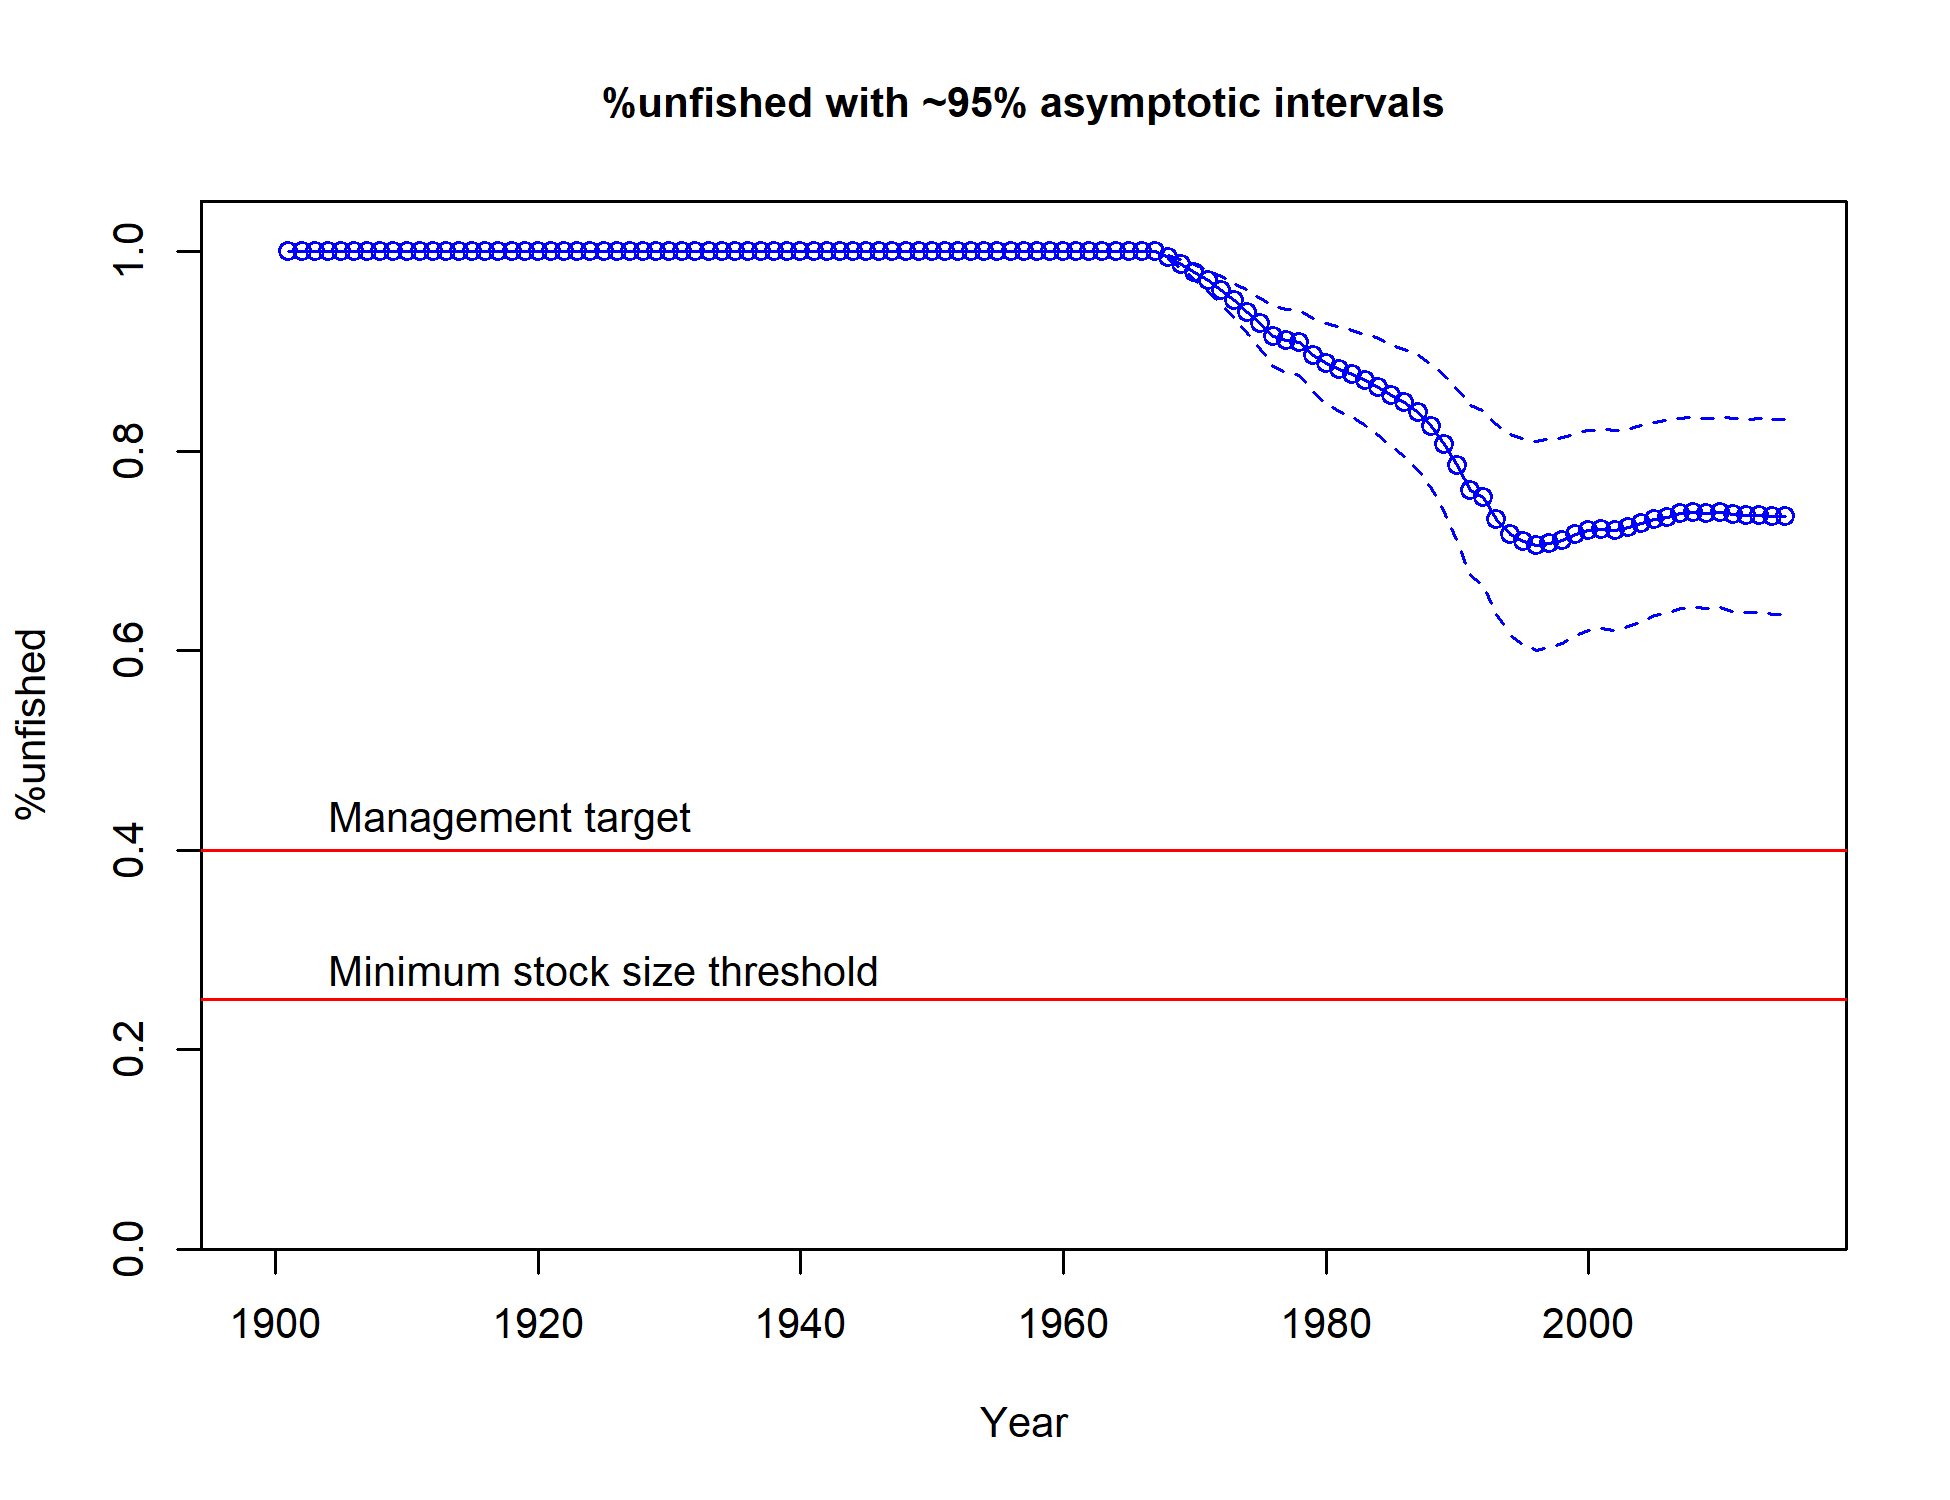 %unfished with ~95% asymptotic intervals
1.0
0.8
0.6
0.4
0.2
0.0
%unfished
Management target
Minimum stock size threshold
1900 1920 1940 1960 1980 2000
Year